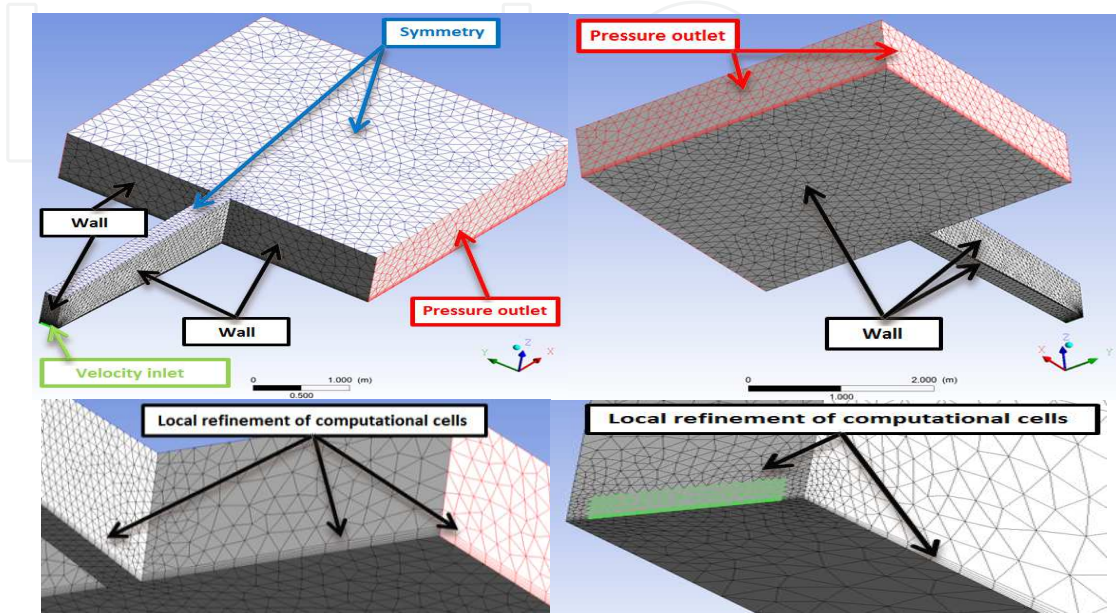 Symmetry
Wall
Wall
Velocity inlet
Pressure outlet
Y
Z
X
0
1.000 (m)
0.500
Pressure outlet
Wall
X
Z
Y
0
2.000 (m)
1.000
Local refinement of computational cells
Local refinement of computational cells